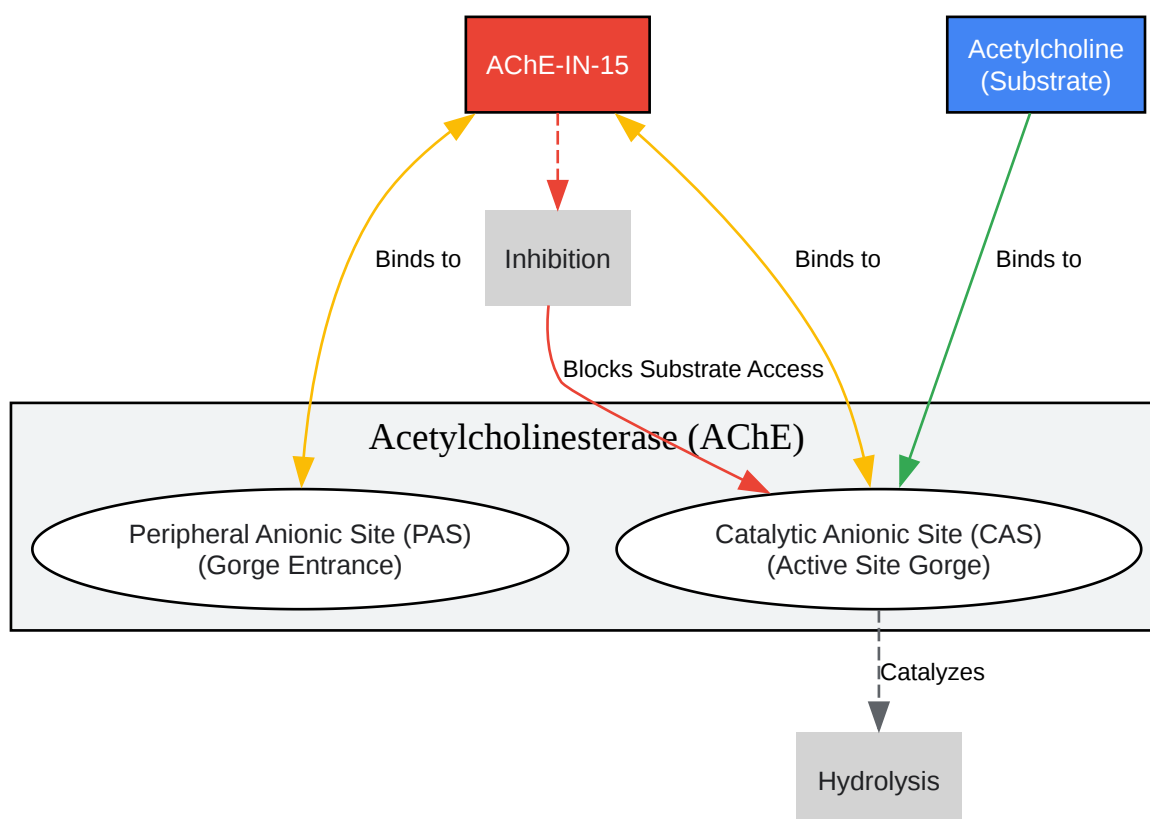 AChE-IN-15
Acetylcholine
(Substrate)
Binds to
Inhibition
Binds to
Binds to
Blocks Substrate Access
Acetylcholinesterase (AChE)
Peripheral Anionic Site (PAS)
(Gorge Entrance)
Catalytic Anionic Site (CAS)
(Active Site Gorge)
Catalyzes
Hydrolysis